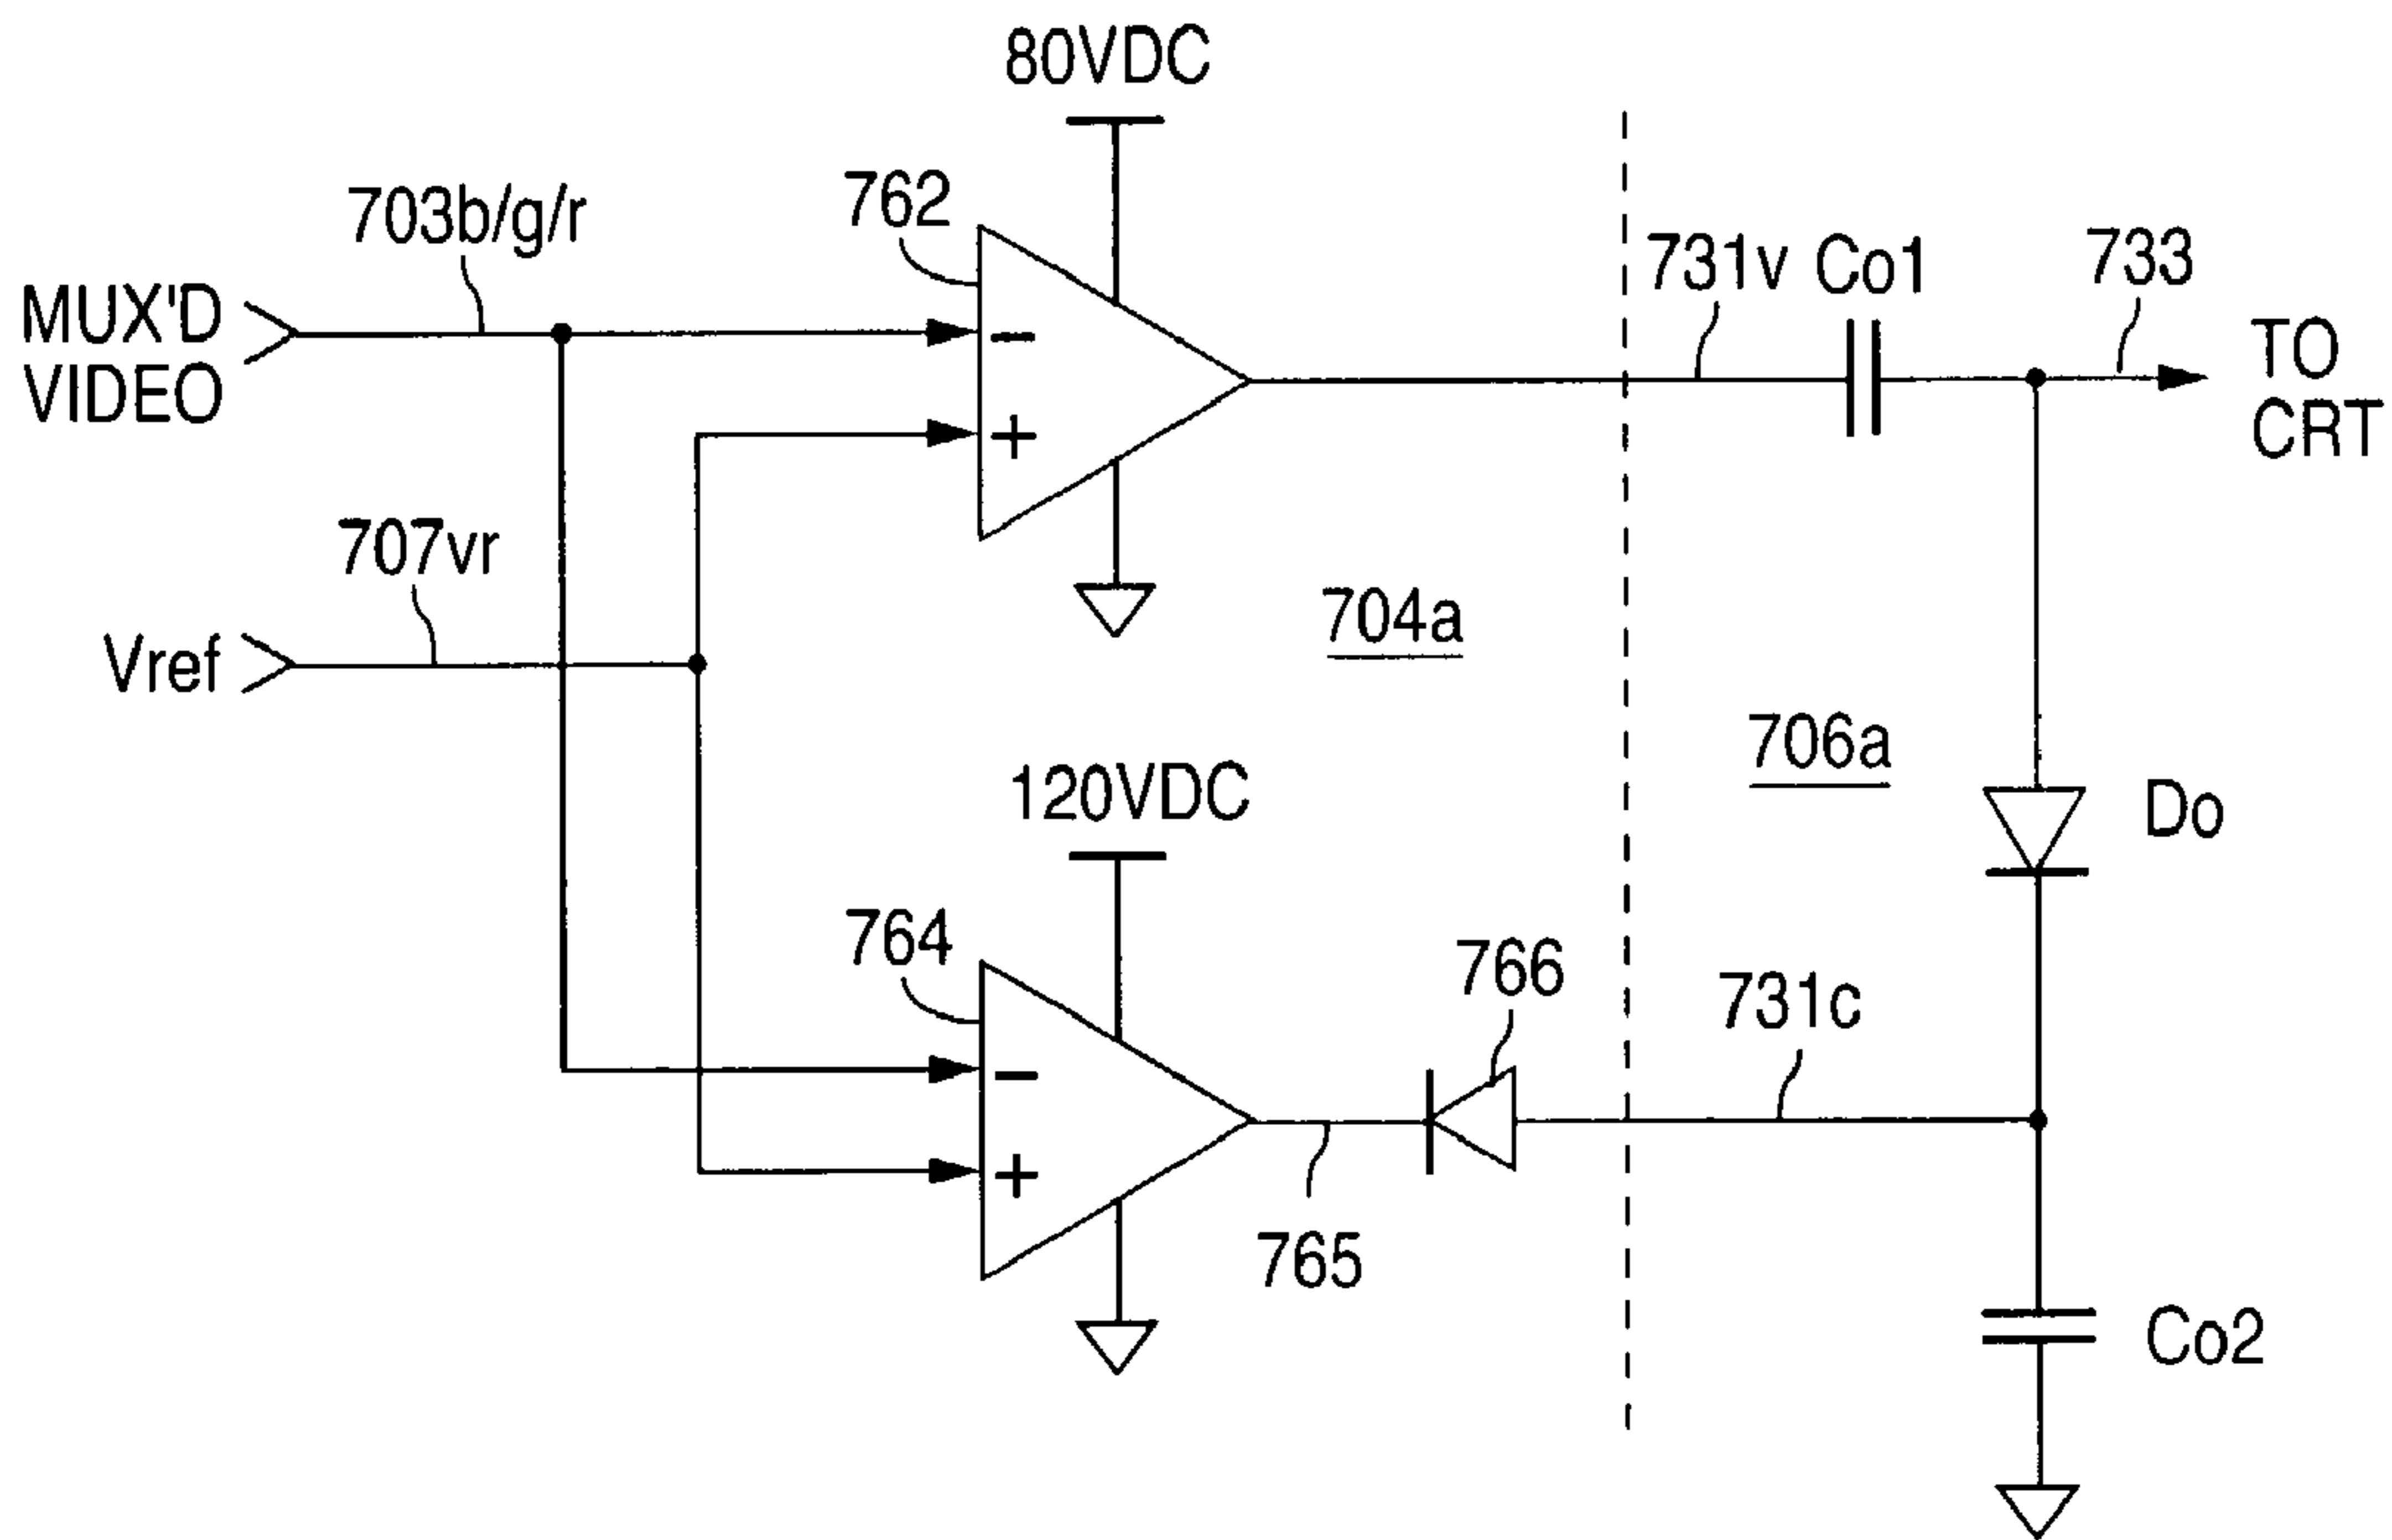 80VDC
703b/g/r
762
731v Co1
733
MUX'D
VIDEO
−
+
TO
CRT
707vr
704a
Vref
706a
120VDC
Do
764
766
731c
−
+
765
Co2